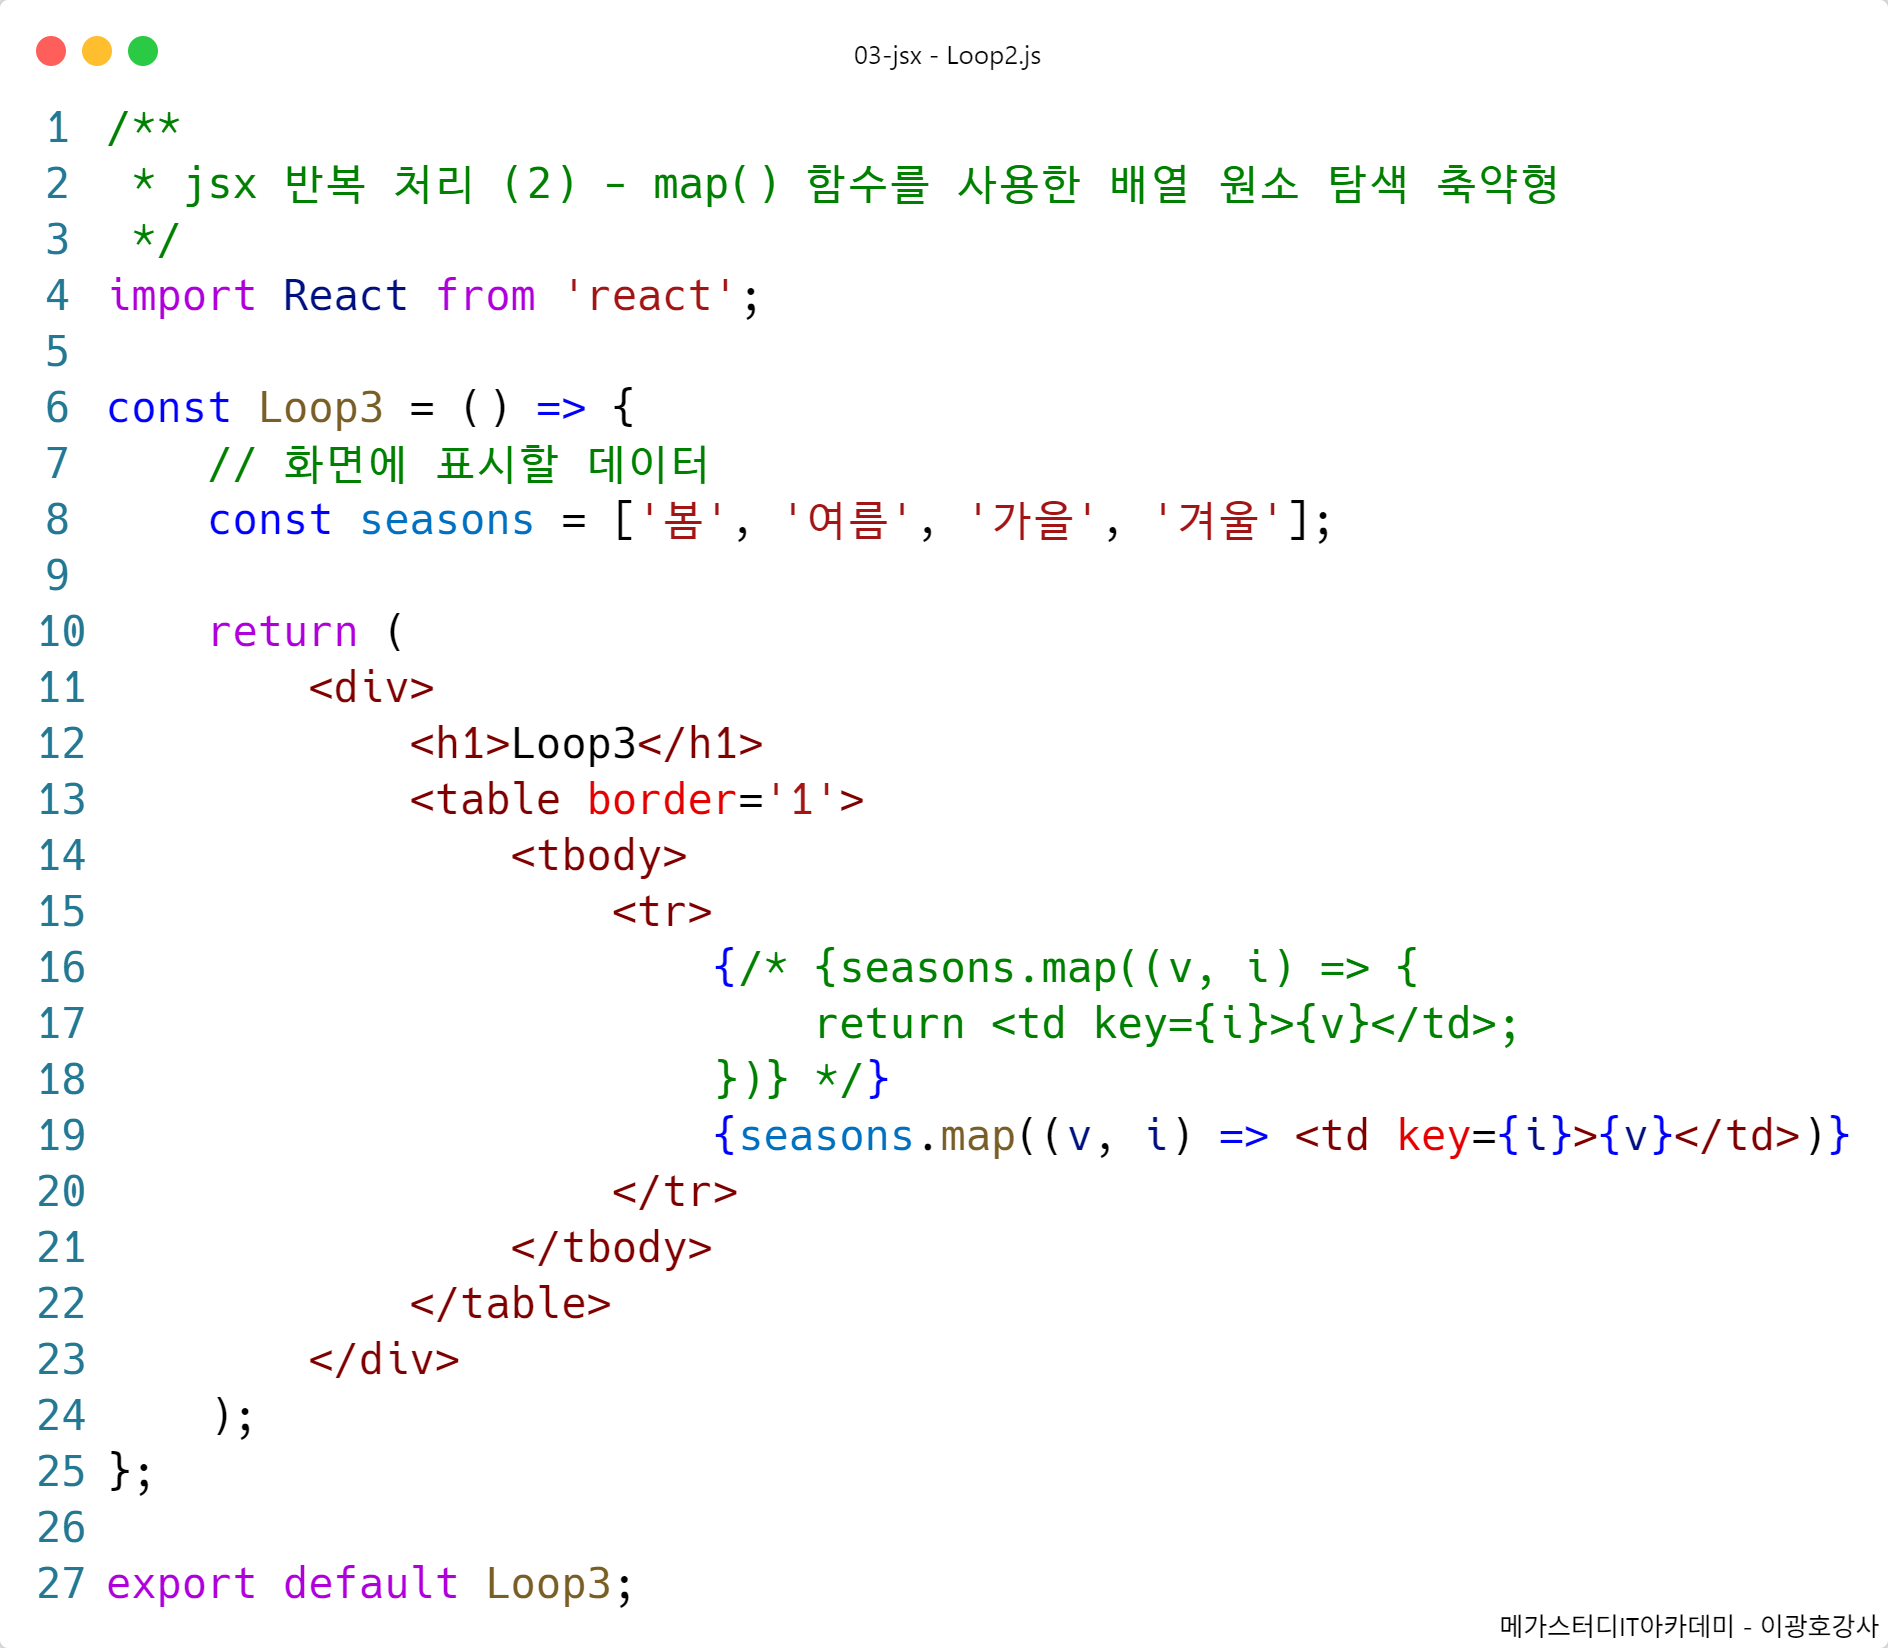 03-jsx - Loop2.js
1 /**
2  * jsx 반복 처리 (2) - map() 함수를 사용한 배열 원소 탐색 축약형
3  */
4 import React from 'react';
5
6 const Loop3 = () => {
7     // 화면에 표시할 데이터
8     const seasons = ['봄', '여름', '가을', '겨울'];
9
10     return (
11         <div>
12             <h1>Loop3</h1>
13             <table border='1'>
14                 <tbody>
15                     <tr>
16                         {/* {seasons.map((v, i) => {
17                             return <td key={i}>{v}</td>;
18                         })} */}
19                         {seasons.map((v, i) => <td key={i}>{v}</td>)}
20                     </tr>
21                 </tbody>
22             </table>
23         </div>
24     );
25 };
26
27 export default Loop3;
메가스터디IT아카데미 - 이광호강사